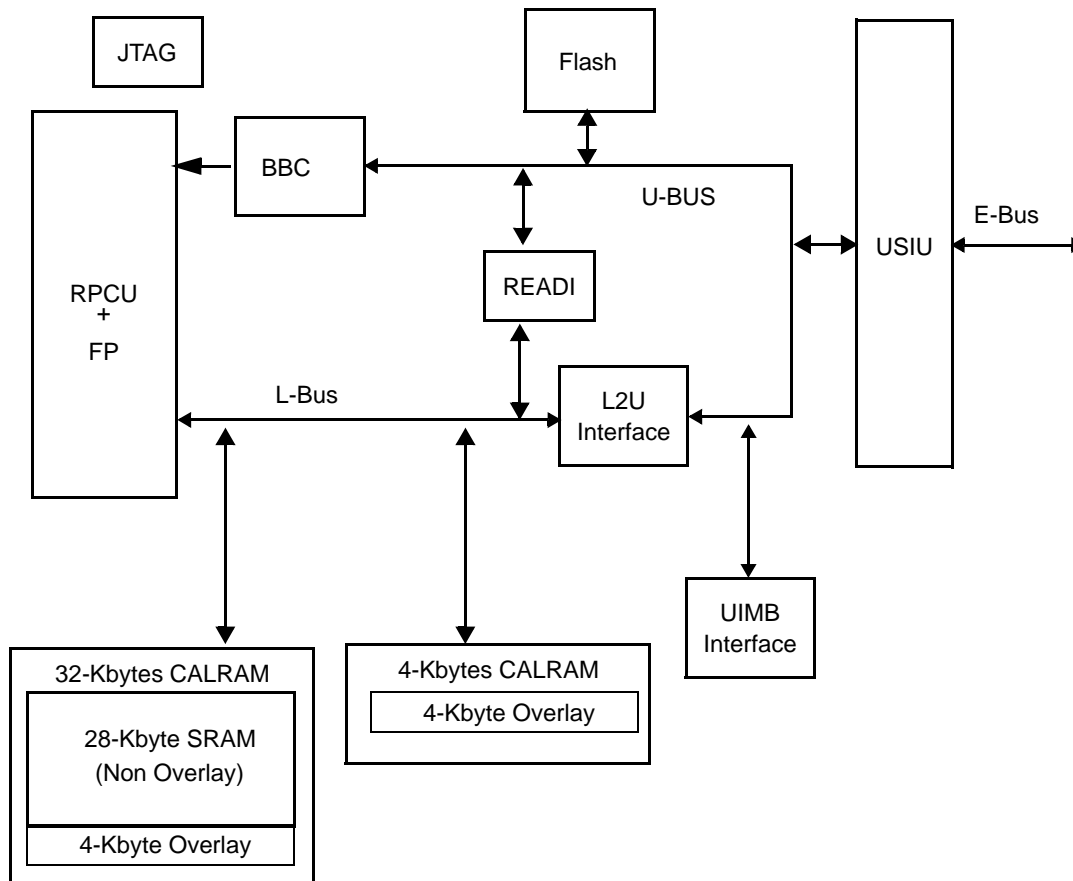 JTAG
Flash
BBC
U-BUS
E-Bus
USIU
READI
RPCU
+
FP
L-Bus
L2U
Interface
UIMB
Interface
32-Kbytes CALRAM
28-Kbyte SRAM
(Non Overlay)
4-Kbyte Overlay
4-Kbytes CALRAM
4-Kbyte Overlay